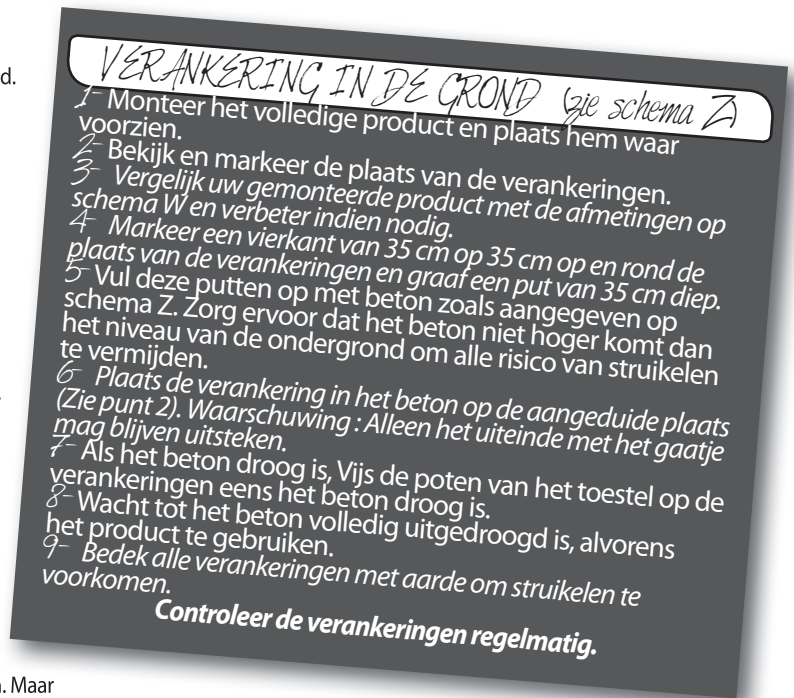 d.
VERANKERING IN DE GROND (zie schema Z)
1- Monteer het volledige product en plaats hem waar
voorzien.
2- Bekijk en markeer de plaats van de verankeringen.
3- Vergelijk uw gemonteerde product met de afmetingen op
schema W en verbeter indien nodig.
4- Markeer een vierkant van 35 cm op 35 cm op en rond de
plaats van de verankeringen en graaf een put van 35 cm diep.
5- Vul deze putten op met beton zoals aangegeven op
schema Z. Zorg ervoor dat het beton niet hoger komt dan
het niveau van de ondergrond om alle risico van struikelen
te vermijden.
6- Plaats de verankering in het beton op de aangeduide plaats
(Zie punt 2). Waarschuwing : Alleen het uiteinde met het gaatje
mag blijven uitsteken.
7- Als het beton droog is, Vijs de poten van het toestel op de
verankeringen eens het beton droog is.
8- Wacht tot het beton volledig uitgedroogd is, alvorens
het product te gebruiken.
9- Bedek alle verankeringen met aarde om struikelen te
voorkomen.
Controleer de verankeringen regelmatig.
. Maar